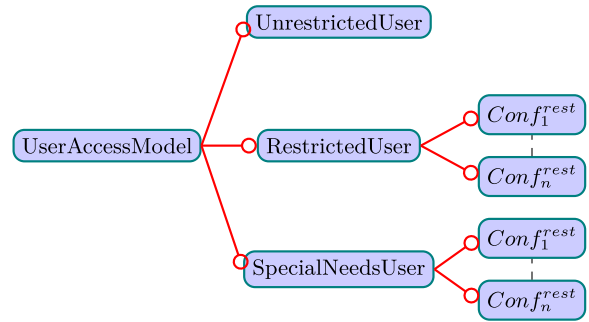 UnrestrictedUser
$Conf_1^{rest}$
UserAccessModel
RestrictedUser
$Conf_n^{rest}$
$Conf_1^{rest}$
SpecialNeedsUser
$Conf_n^{rest}$